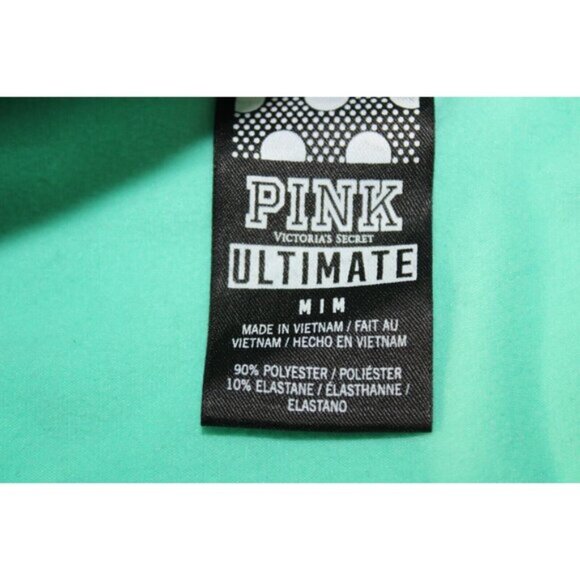 PINK
VICTORIA'S SECRET
ULTIMATE
M | M
MADE IN VIETNAM / FAIT AU
VIETNAM / HECHO EN VIETNAM
90% POLYESTER / POLIÉSTER
10% ELASTANE / ÉLASTHANNE /
ELASTANO